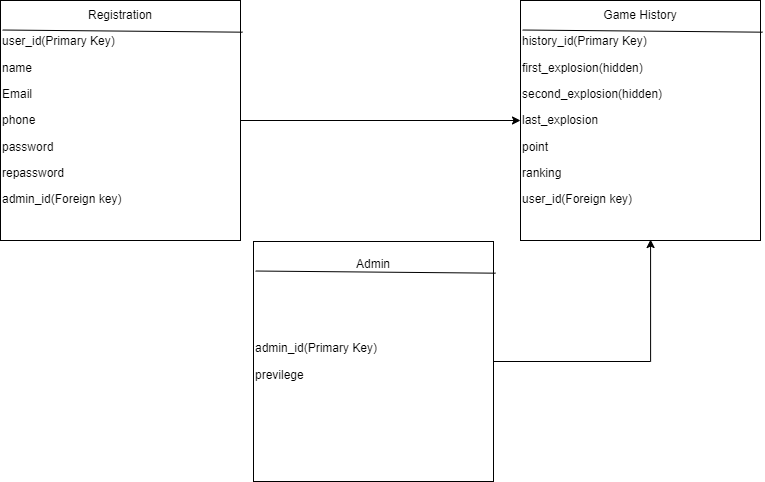 Registration
user_id(Primary Key)
name
Email
phone
password
repassword
admin_id(Foreign key)
Game History
history_id(Primary Key)
first_explosion(hidden)
second_explosion(hidden)
last_explosion
point
ranking
user_id(Foreign key)
Admin
admin_id(Primary Key)
previlege